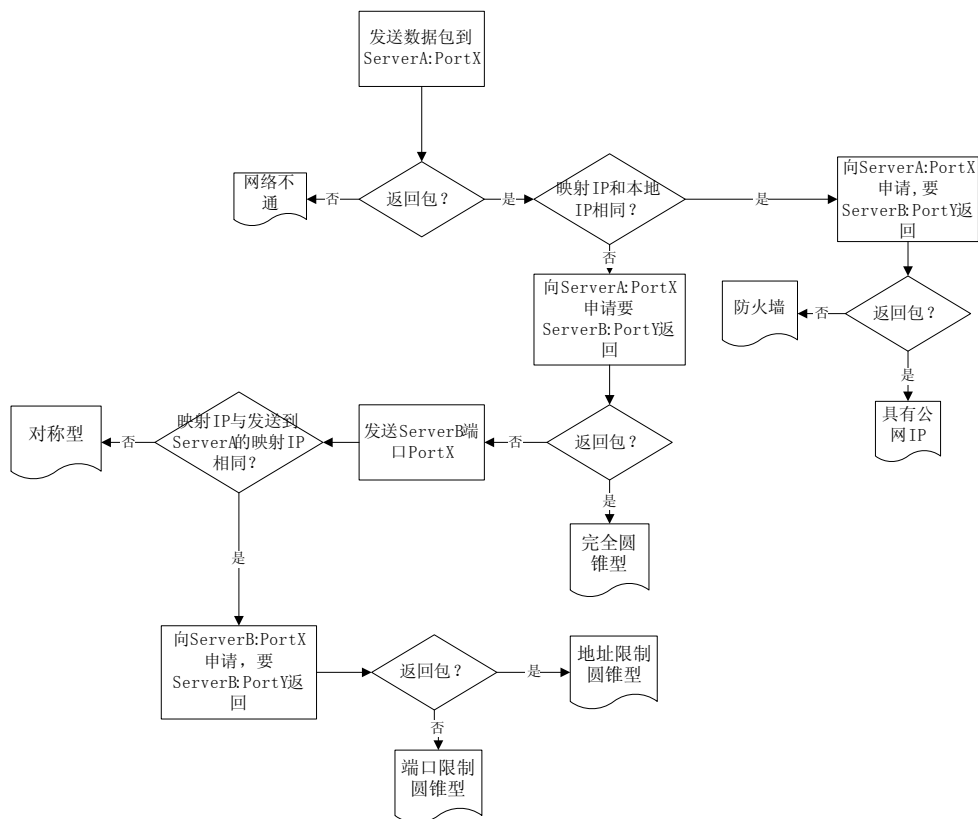 发送数据包到
ServerA:PortX
网络不
通
否
返回包？
是
映射IP和本地
IP相同？
是
向ServerA:PortX
申请,要
ServerB:PortY返
回
否
向ServerA:PortX
申请要
ServerB:PortY返
回
防火墙
否
返回包？
是
具有公
网IP
对称型
否
映射IP与发送到
ServerA的映射IP
相同？
发送ServerB端
口PortX
否
返回包？
是
完全圆
锥型
是
向ServerB:PortX
申请，要
ServerB:PortY返
回
返回包？
是
地址限制
圆锥型
否
端口限制
圆锥型